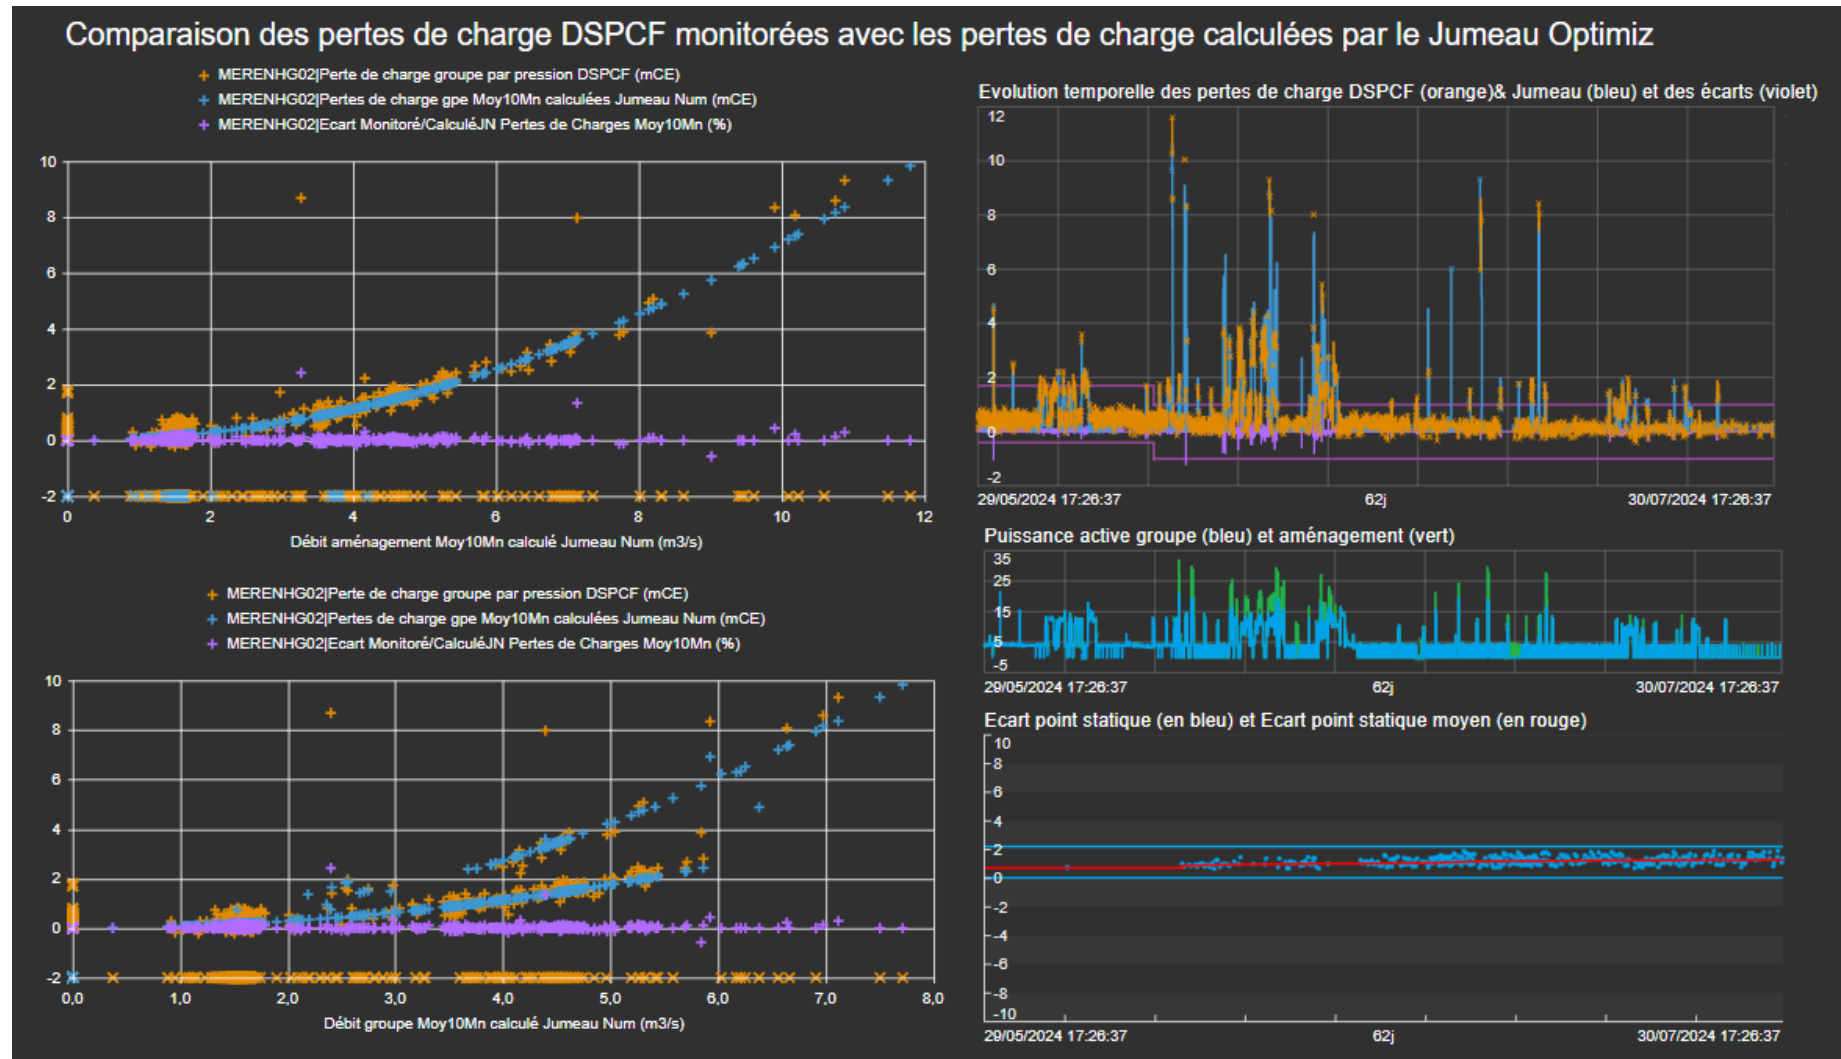 Comparaison des pertes de charge DSPCF monitorées avec les pertes de charge calculées par le Jumeau Optimiz
MERENHG02|Perte de charge groupe par pression DSPCF (mCE)
MERENHG02|Pertes de charge gpe Moy10Mn calculées Jumeau Num (mCE)
MERENHG02|Ecart Monitoré/CalculéJN Pertes de Charges Moy10Mn (%)
10
8
6
4
2
0
-2
0 2 4 6 8 10 12
Débit aménagement Moy10Mn calculé Jumeau Num (m3/s)
MERENHG02|Perte de charge groupe par pression DSPCF (mCE)
MERENHG02|Pertes de charge gpe Moy10Mn calculées Jumeau Num (mCE)
MERENHG02|Ecart Monitoré/CalculéJN Pertes de Charges Moy10Mn (%)
10
8
6
4
2
0
-2
0,0 1,0 2,0 3,0 4,0 5,0 6,0 7,0 8,0
Débit groupe Moy10Mn calculé Jumeau Num (m3/s)
Evolution temporelle des pertes de charge DSPCF (orange)& Jumeau (bleu) et des écarts (violet)
12
10
8
6
4
2
0
-2
29/05/2024 17:26:37 62j 30/07/2024 17:26:37
Puissance active groupe (bleu) et aménagement (vert)
35
25
15
5
-5
29/05/2024 17:26:37 62j 30/07/2024 17:26:37
Ecart point statique (en bleu) et Ecart point statique moyen (en rouge)
10
8
6
4
2
0
-2
-4
-6
-8
-10
29/05/2024 17:26:37 62j 30/07/2024 17:26:37